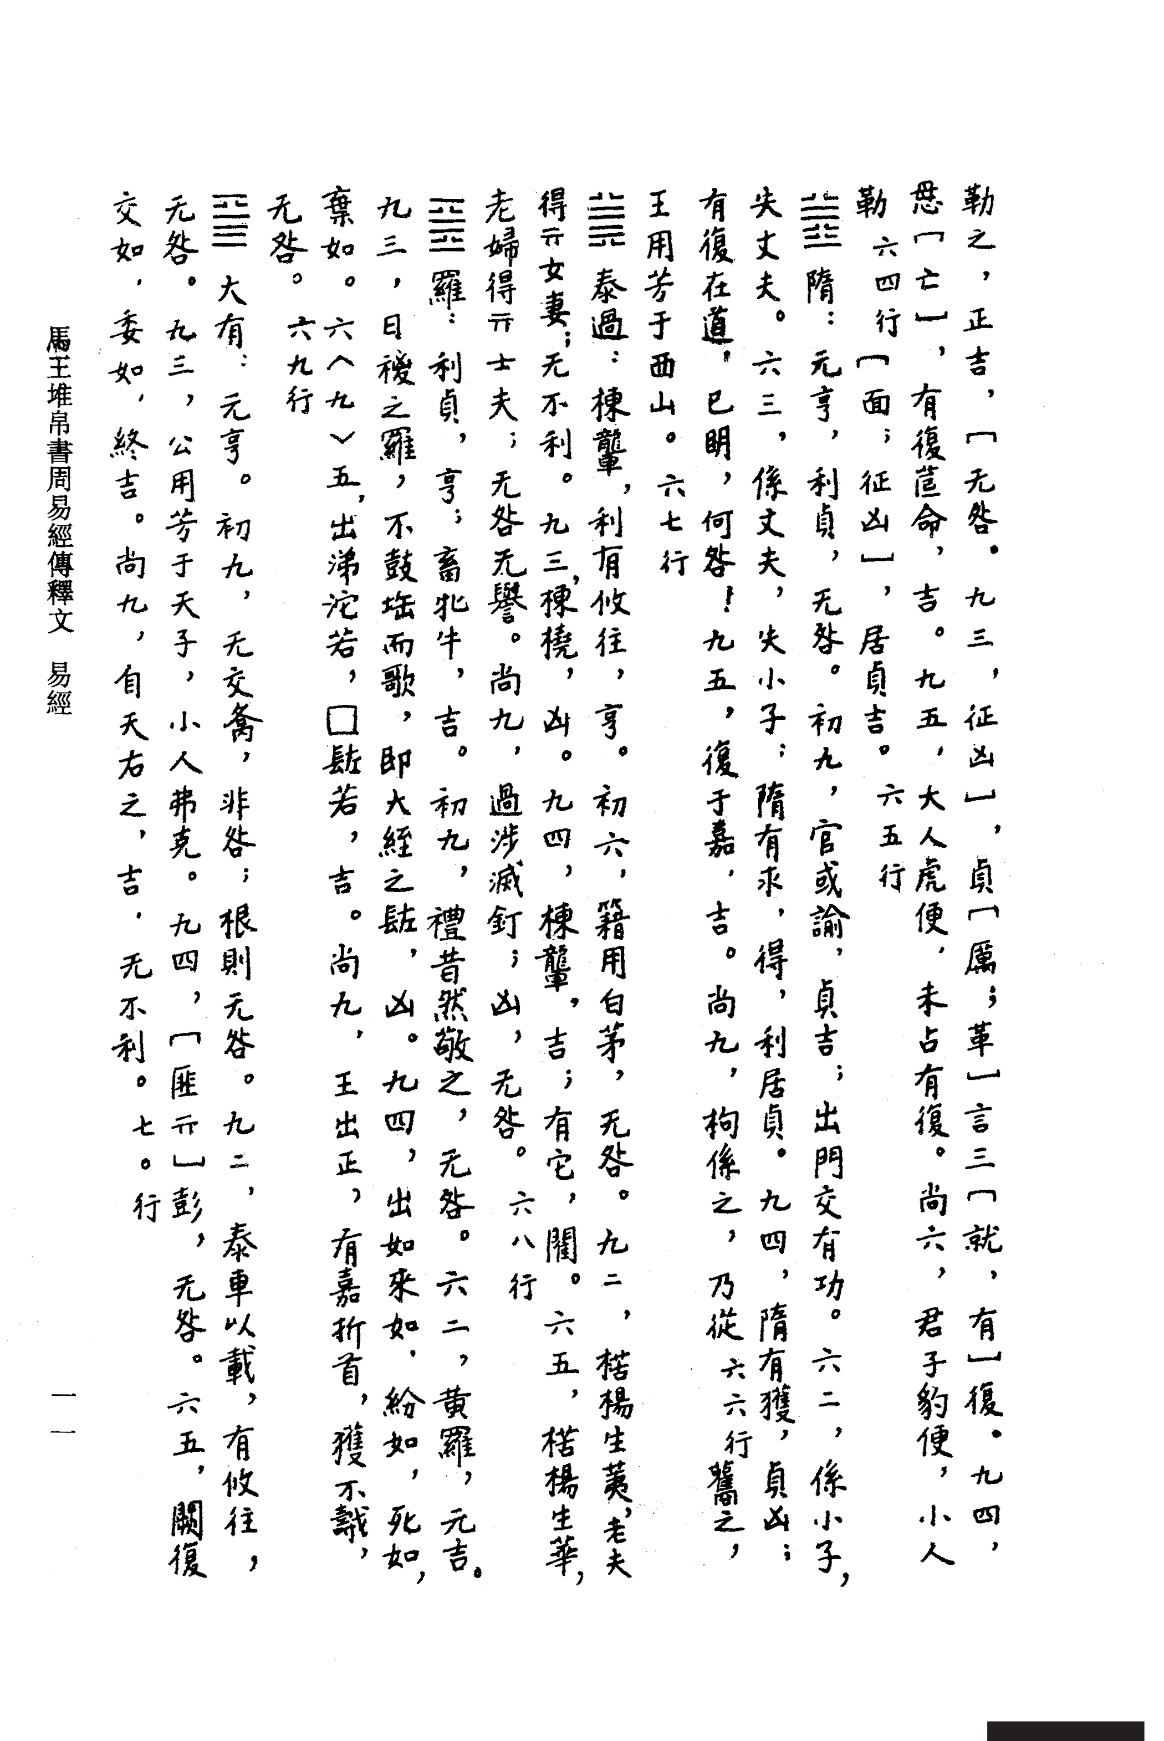 勒之，正吉，〔无咎。九三，征凶〕，貞〔厲；革〕言三〔就，有〕復。九四，
〔亡〕，有復苣命，吉。九五，大人虎便，未占有復。尚六，君子豹便，小人
勒六四行〔面；征凶〕，居貞吉。六五行
隋：元亨，利貞，无咎。初九，官或諭，貞吉；出門交有功。六二，係小子，
失丈夫。六三，係丈夫，失小子；隋有求，得，利居貞。九四，隋有獲，貞凶；
有復在道，已明，何咎！九五，復于嘉，吉。尚九，枸係之，乃從六六行𦾔之，
王用芳于西山。六七行
泰過：棟𨏉，利有攸往，亨。初六，籍用白茅，无咎。九二，楛楊生荑，老夫
得亓女妻；无不利。九三，棟橈，凶。九四，棟𨏉，吉；有它，閵。六五，楛楊生華，
老婦得亓士夫；无咎无譽。尚九，過涉滅釘；凶，无咎。六八行
羅：利貞，亨；畜牝牛，吉。初九，禮昔然敬之，无咎。六二，黃羅，元吉。
九三，日𥡜之羅，不鼓㙁而歌，即大絰之𦔴，凶。九四，出如來如，紛如，死如，
棄如。六〈九〉五，出涕沱若，□𦔴若，吉。尚九，王出正，有嘉折首，獲不𩰫，
无咎。六九行
大有：元亨。初九，无交禽，非咎；根則无咎。九二，泰車以載，有攸往，
无咎。九三，公用芳于天子，小人弗克。九四，〔匪亓〕彭，无咎。六五，闕復
交如，委如，終吉。尚九，自天右之，吉，无不利。七〇行
馬王堆帛書周易經傳釋文　易經
一一